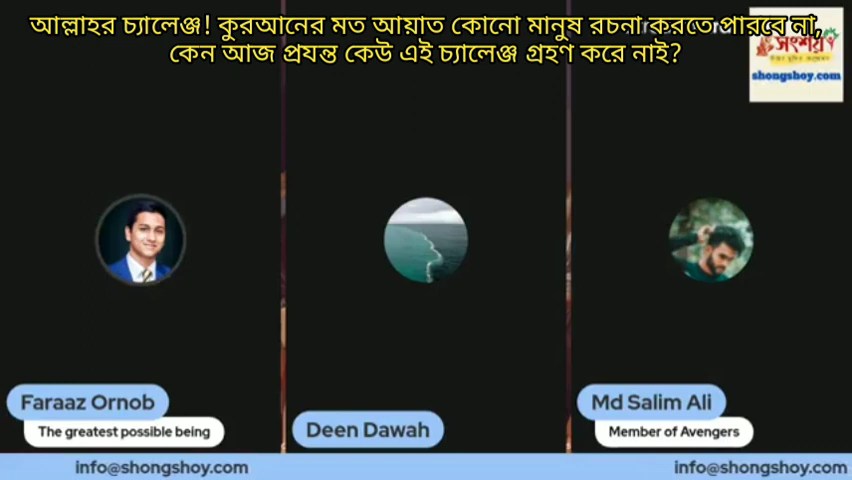 আল্লাহর চ্যালেঞ্জ! কুরআনের মত আয়াত কোনো মানুষ রচনা করতে পারবে না,
কেন আজ প্রযন্ত কেউ এই চ্যালেঞ্জ গ্রহণ করে নাই?
সংশয়
shongshoy.com
Faraaz Ornob
The greatest possible being
Deen Dawah
Md Salim Ali
Member of Avengers
info@shongshoy.com
info@shongshoy.com